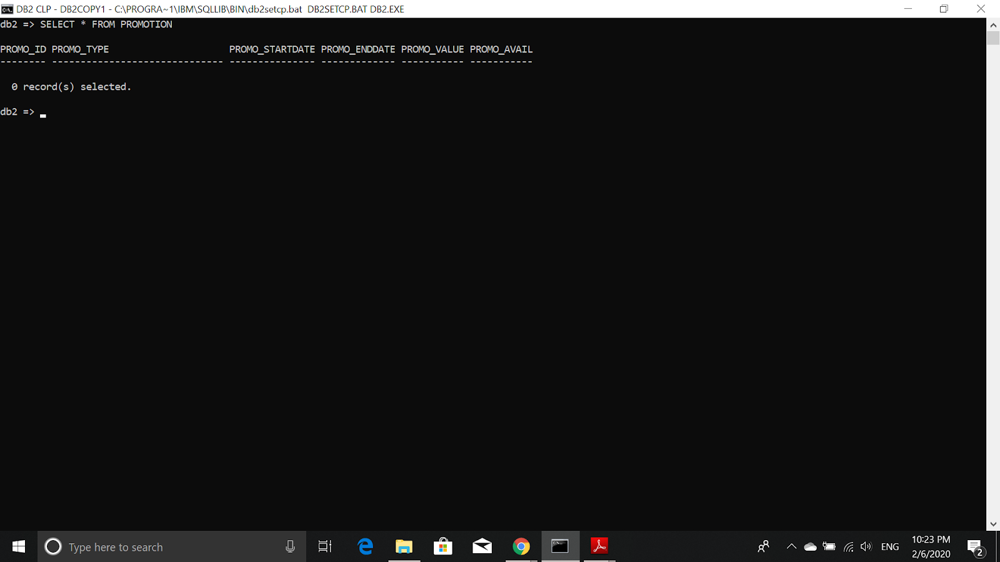 DB2 CLP - DB2COPY1 - C:\PROGRA~1\IBM\SQLLIB\BIN\db2setcp.bat  DB2SETCP.BAT DB2.EXE
db2 => SELECT * FROM PROMOTION
PROMO_ID PROMO_TYPE                     PROMO_STARTDATE PROMO_ENDDATE PROMO_VALUE PROMO_AVAIL
-------- ------------------------------ --------------- ------------- ----------- -----------
  0 record(s) selected.
db2 => 
Type here to search
ENG
10:23 PM
2/6/2020
2